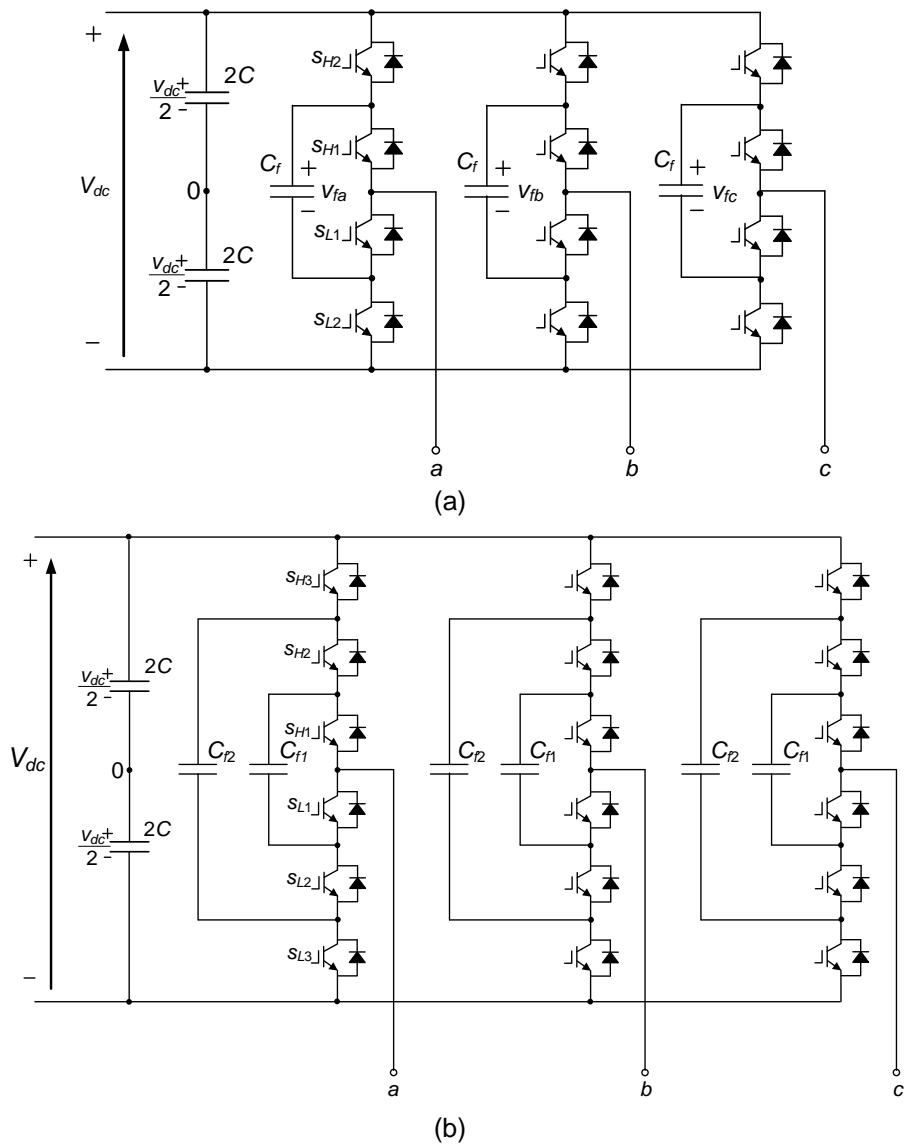 +
s_H2
v_dc + 2C
2 −
s_H1
C_f + C_f + C_f +
V_dc 0 v_fa v_fb v_fc
− − −
s_L1
v_dc + 2C
2 −
s_L2
−
a b c
(a)
+
s_H3
s_H2
v_dc + 2C
2 −
s_H1
V_dc C_f2 C_f1 C_f2 C_f1 C_f2 C_f1
0
s_L1
v_dc + 2C
2 −
s_L2
s_L3
−
a b c
(b)